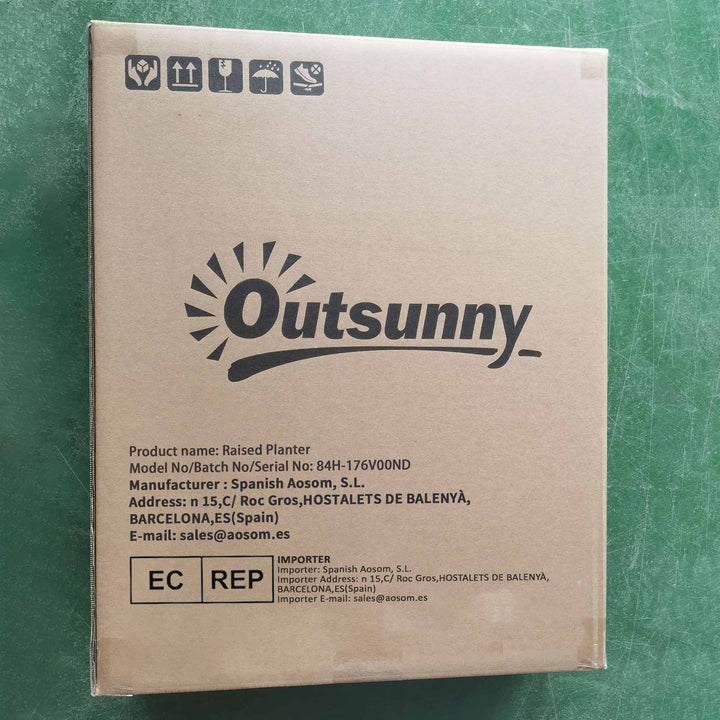 Outsunny
Product name: Raised Planter
Model No/Batch No/Serial No: 84H-176V00ND
Manufacturer : Spanish Aosom, S.L.
Address: n 15,C/ Roc Gros,HOSTALETS DE BALENYÀ,
BARCELONA,ES(Spain)
E-mail: sales@aosom.es
EC REP
IMPORTER
Importer: Spanish Aosom, S.L.
Importer Address: n 15,C/ Roc Gros,HOSTALETS DE BALENYÀ,
BARCELONA,ES(Spain)
Importer E-mail: sales@aosom.es